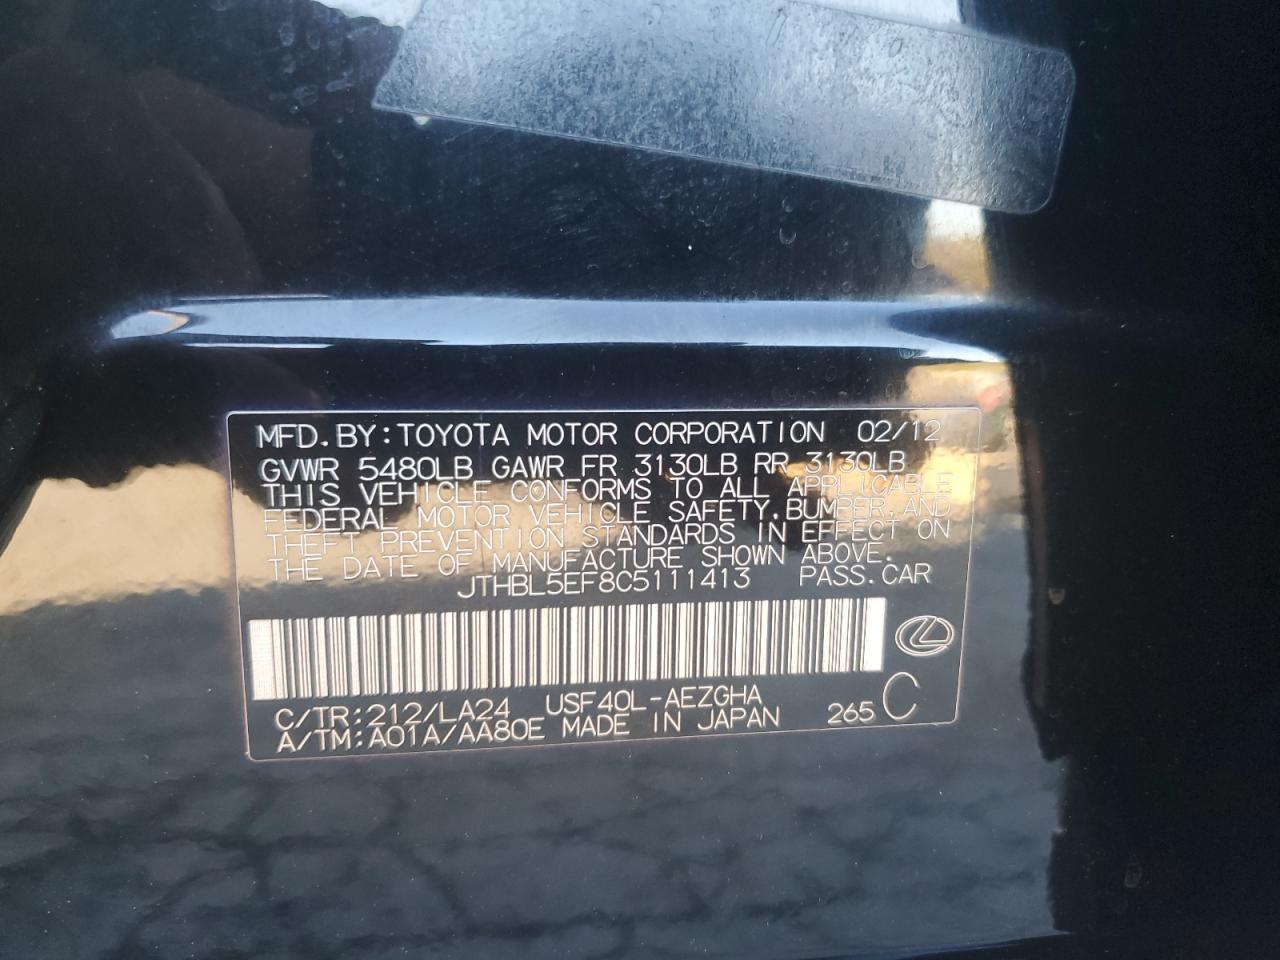 MFD.BY:TOYOTA MOTOR CORPORATION 02/12
GVWR 5480LB GAWR FR 3130LB RR 3130LB
THIS VEHICLE CONFORMS TO ALL APPLICABLE
FEDERAL MOTOR VEHICLE SAFETY,BUMPER,AND
THEFT PREVENTION STANDARDS IN EFFECT ON
THE DATE OF MANUFACTURE SHOWN ABOVE.
JTHBL5EF8C5111413 PASS.CAR
C/TR:212/LA24 USF40L-AEZGHA
A/TM:A01A/AA80E MADE IN JAPAN 265 C